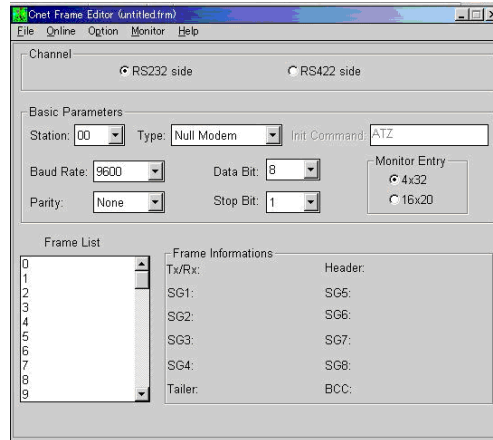 Cnet Frame Editor (untitled.frm)
File Online Option Monitor Help
Channel
RS232 side RS422 side
Basic Parameters
Station: 00 Type: Null Modem Init Command: ATZ
Baud Rate: 9600 Data Bit: 8 Monitor Entry
4x32
Parity: None Stop Bit: 1 16x20
Frame List Frame Informations
0 Tx/Rx: Header:
1
2 SG1: SG5:
3 SG2: SG6:
4
5 SG3: SG7:
6
7 SG4: SG8:
8
9 Tailer: BCC: